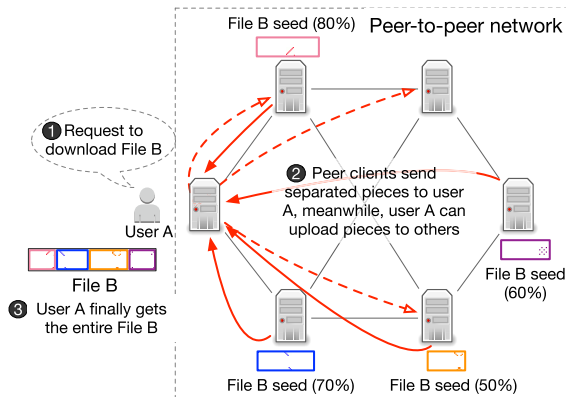 File B seed (80%)
Peer-to-peer network
1 Request to
download File B
2 Peer clients send
separated pieces to user
A, meanwhile, user A can
upload pieces to others
User A
File B
3 User A finally gets
the entire File B
File B seed
(60%)
File B seed (70%)
File B seed (50%)